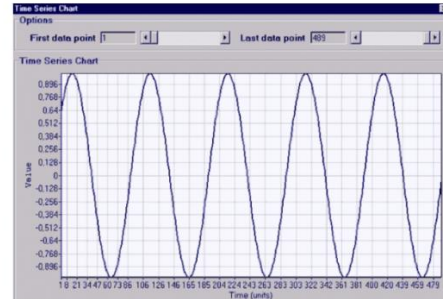 Time Series Chart
Options
First data point 1
Last data point 489
Time Series Chart
Value
0.896
0.768
0.64
0.512
0.384
0.256
0.128
0
-0.128
-0.256
-0.384
-0.512
-0.64
-0.768
-0.896
1 8 21 34 47 60 73 86 106 126 146 165 184 204 224 243 263 283 302 322 342 361 381 400 420 439 459 479
Time (units)